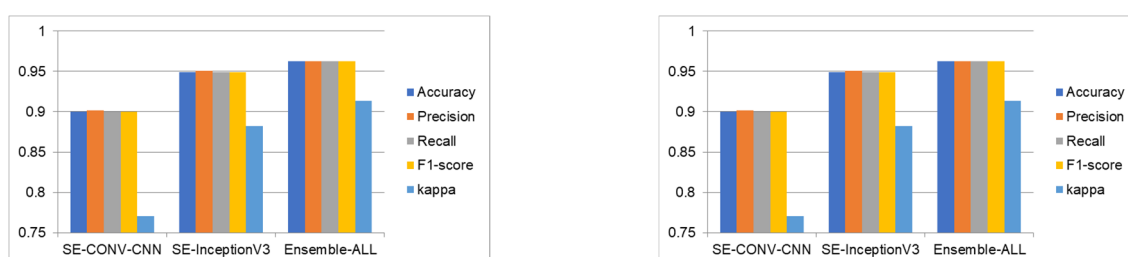 1
0.95
0.9
0.85
0.8
0.75
SE-CONV-CNN SE-InceptionV3 Ensemble-ALL
Accuracy
Precision
Recall
F1-score
kappa
1
0.95
0.9
0.85
0.8
0.75
SE-CONV-CNN SE-InceptionV3 Ensemble-ALL
Accuracy
Precision
Recall
F1-score
kappa